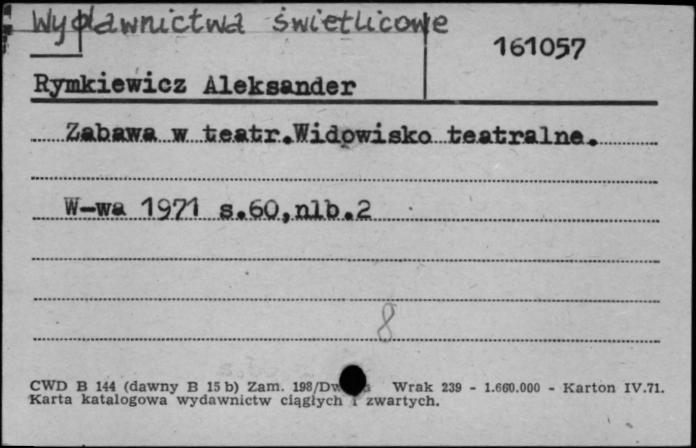 Wydawnictwa świetlicowe
161057
Rymkiewicz Aleksander
Zabawa w teatr.Widowisko teatralne.
W-wa 1971 s.60,nlb.2
8
CWD B 144 (dawny B 15 b) Zam. 198/Dw Wrak 239 - 1.660.000 - Karton IV.71.
Karta katalogowa wydawnictw ciągłych i zwartych.